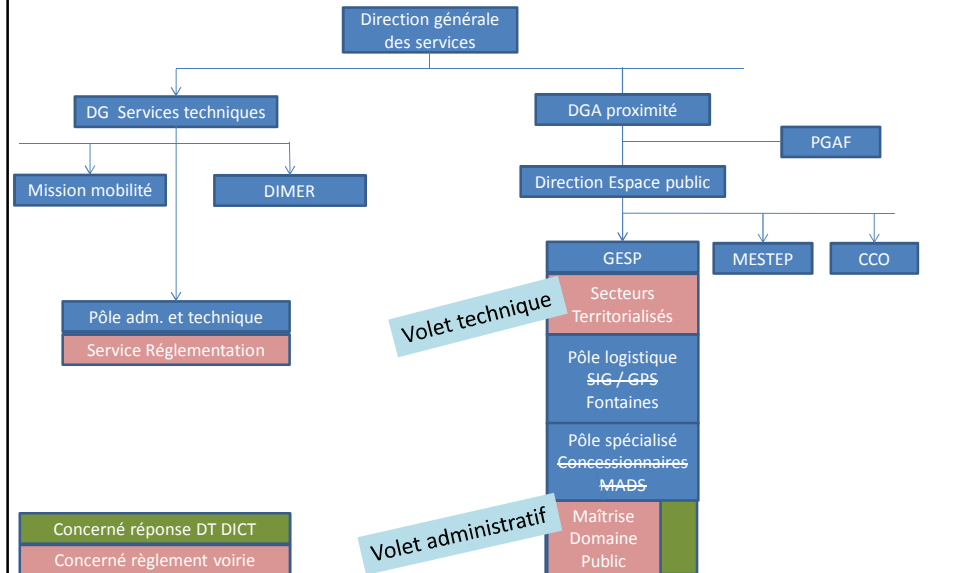 Direction générale
des services
DG Services techniques
DGA proximité
PGAF
Mission mobilité
DIMER
Direction Espace public
GESP
MESTEP
CCO
Secteurs
Territorialisés
Volet technique
Pôle adm. et technique
Service Réglementation
Pôle logistique
SIG / GPS
Fontaines
Pôle spécialisé
Concessionnaires
MADS
Maîtrise
Domaine
Public
Volet administratif
Concerné réponse DT DICT
Concerné règlement voirie